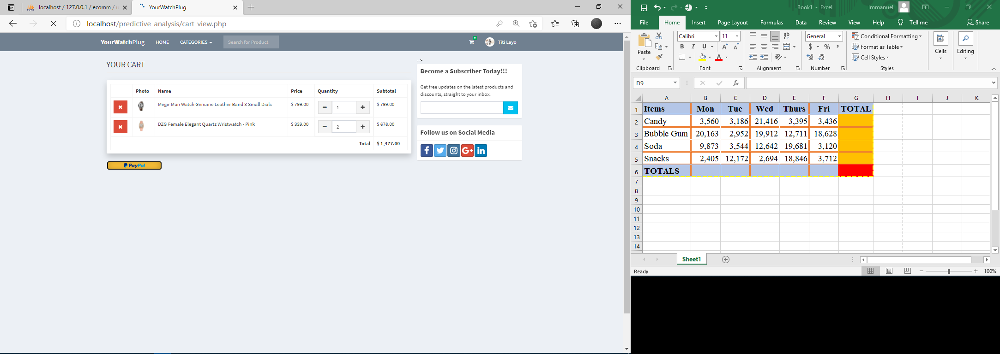 localhost / 127.0.0.1 / ecomm / u
YourWatchPlug
localhost/predictive_analysis/cart_view.php
YourWatchPlug HOME CATEGORIES Search for Product 2 Titi Layo
YOUR CART
Photo Name Price Quantity Subtotal
Megir Man Watch Genuine Leather Band 3 Small Dials $ 799.00 1 $ 799.00
DZG Female Elegant Quartz Wristwatch - Pink $ 339.00 2 $ 678.00
Total $ 1,477.00
PayPal
-->
Become a Subscriber Today!!!
Get free updates on the latest products and
discounts, straight to your inbox.
Follow us on Social Media
Book1 - Excel Immanuel
File Home Insert Page Layout Formulas Data Review View Help Tell me Share
Paste Calibri 11 General Conditional Formatting
B I U A A ab $ % , Format as Table Cells Editing
A .00 .00 Cell Styles
Clipboard Font Alignment Number Styles
D9 fx
A B C D E F G H I J K
1 Items Mon Tue Wed Thurs Fri TOTAL
2 Candy 3,560 3,186 21,416 3,395 3,436
3 Bubble Gum 20,163 2,952 19,912 12,711 18,628
4 Soda 9,873 3,544 12,642 19,681 3,120
5 Snacks 2,405 12,172 2,694 18,846 3,712
6 TOTALS
7
8
9
10
11
12
13
14
Sheet1
Ready 100%